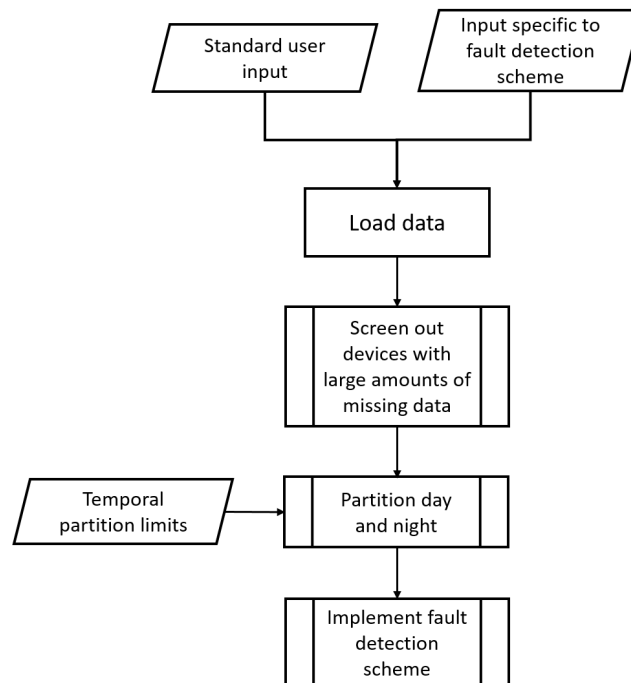 Standard user
input
Input specific to
fault detection
scheme
Load data
Screen out
devices with
large amounts of
missing data
Temporal
partition limits
Partition day
and night
Implement fault
detection
scheme